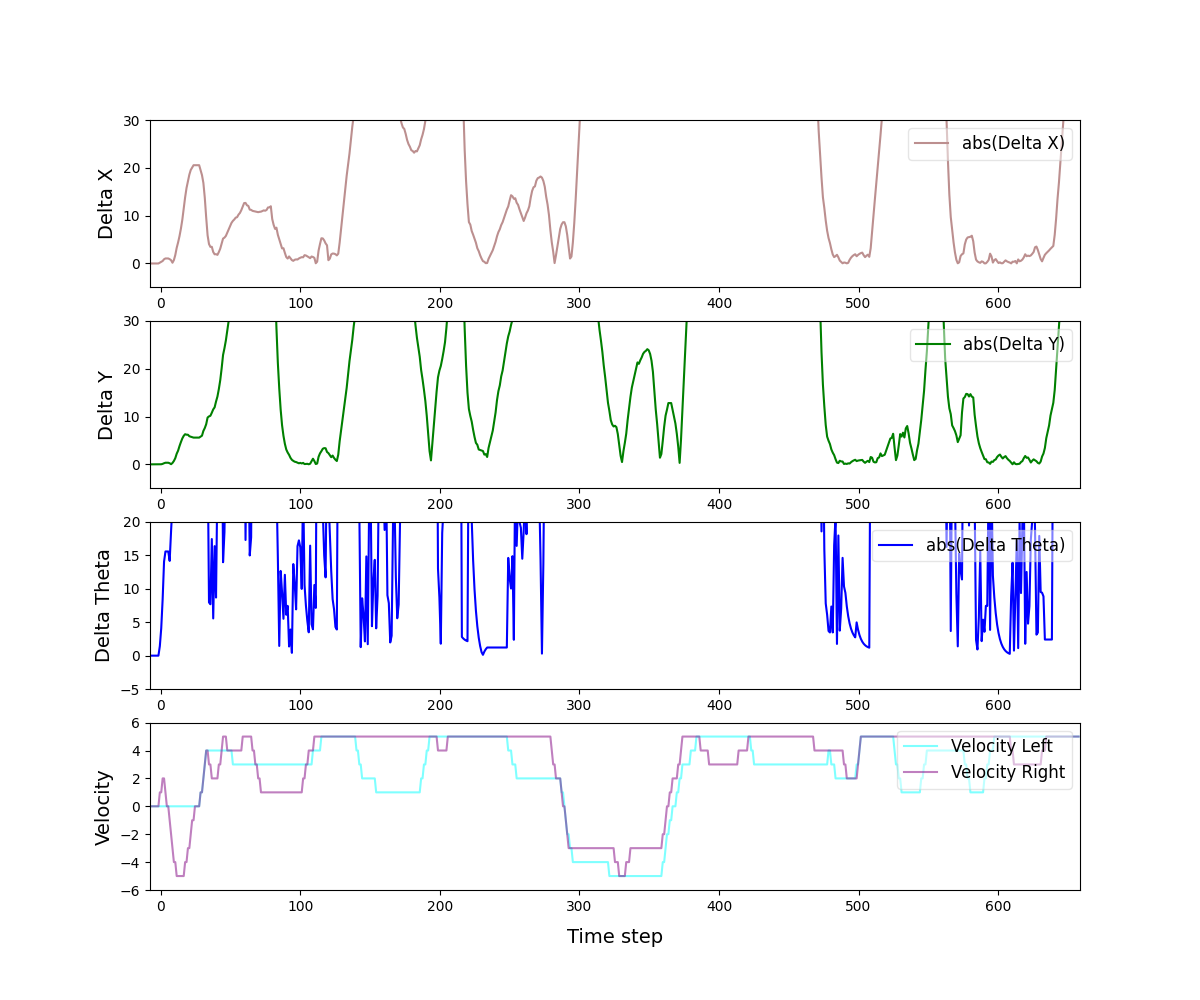 30
20
10
0
Delta X
abs(Delta X)
0 100 200 300 400 500 600
30
20
10
0
Delta Y
abs(Delta Y)
0 100 200 300 400 500 600
20
15
10
5
0
−5
Delta Theta
abs(Delta Theta)
0 100 200 300 400 500 600
6
4
2
0
−2
−4
−6
Velocity
Velocity Left
Velocity Right
0 100 200 300 400 500 600
Time step